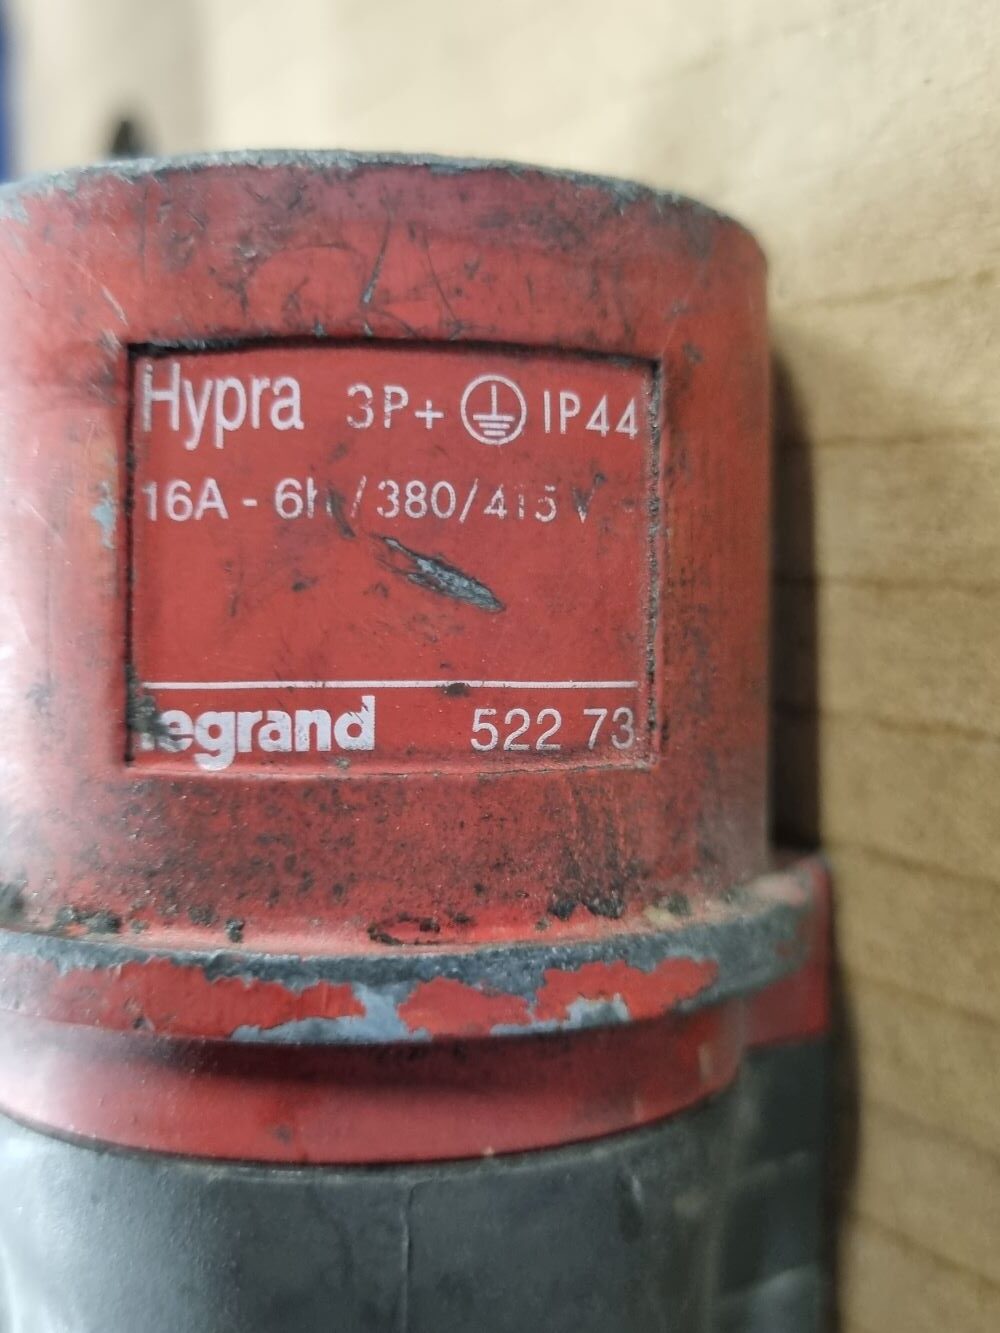 Hypra 3P+ ⏚ IP44
16A - 6h / 380/415 V
legrand 522 73